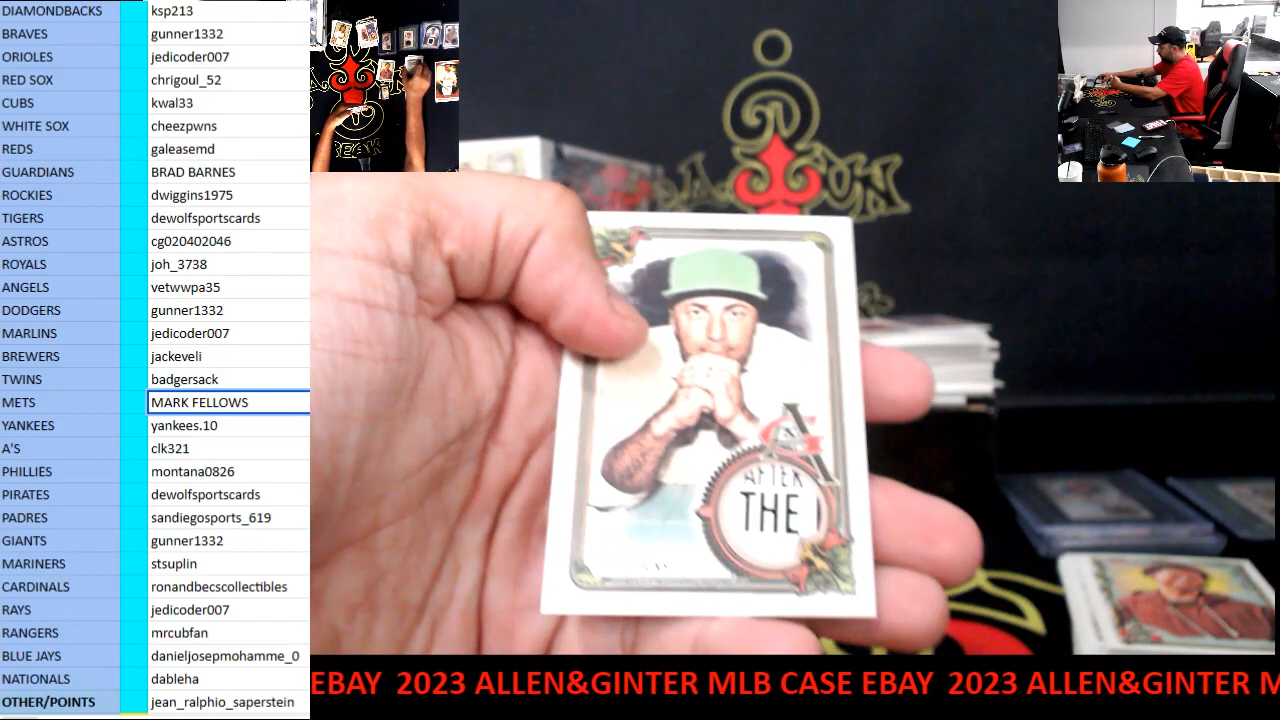 DIAMONDBACKS ksp213
BRAVES gunner1332
ORIOLES jedicoder007
RED SOX chrigoul_52
CUBS kwal33
WHITE SOX cheezpwns
REDS galeasemd
GUARDIANS BRAD BARNES
ROCKIES dwiggins1975
TIGERS dewolfsportscards
ASTROS cg020402046
ROYALS joh_3738
ANGELS vetwwpa35
DODGERS gunner1332
MARLINS jedicoder007
BREWERS jackeveli
TWINS badgersack
METS MARK FELLOWS
YANKEES yankees.10
A'S clk321
PHILLIES montana0826
PIRATES dewolfsportscards
PADRES sandiegosports_619
GIANTS gunner1332
MARINERS stsuplin
CARDINALS ronandbecscollectibles
RAYS jedicoder007
RANGERS mrcubfan
BLUE JAYS danieljosepmohamme_0
NATIONALS dableha
OTHER/POINTS jean_ralphio_saperstein
AFTER
THE
EBAY 2023 ALLEN&GINTER MLB CASE EBAY 2023 ALLEN&GINTER M